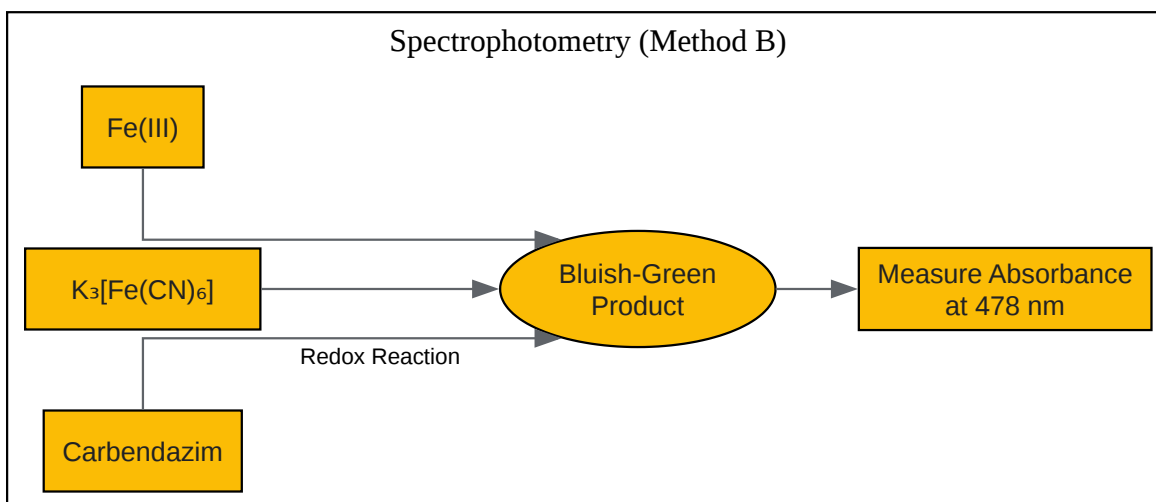 Spectrophotometry (Method B)
Fe(III)
K₃[Fe(CN)₆]
Bluish-Green
Product
Measure Absorbance
at 478 nm
Redox Reaction
Carbendazim